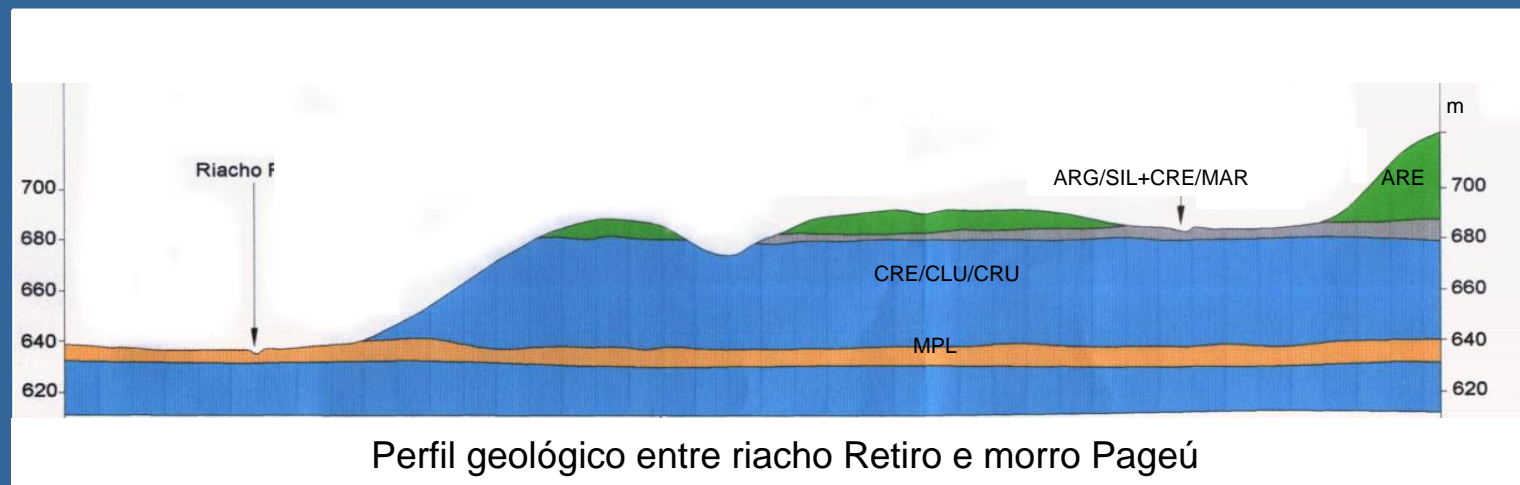 m
Riacho
ARG/SIL+CRE/MAR
ARE
700
700
680
680
CRE/CLU/CRU
660
660
640
640
MPL
620
620
Perfil geológico entre riacho Retiro e morro Pageú